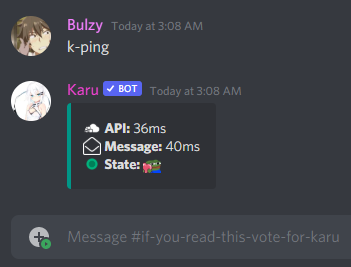 Bulzy Today at 3:08 AM
k-ping
Karu BOT Today at 3:08 AM
API: 36ms
Message: 40ms
State:
Message #if-you-read-this-vote-for-karu